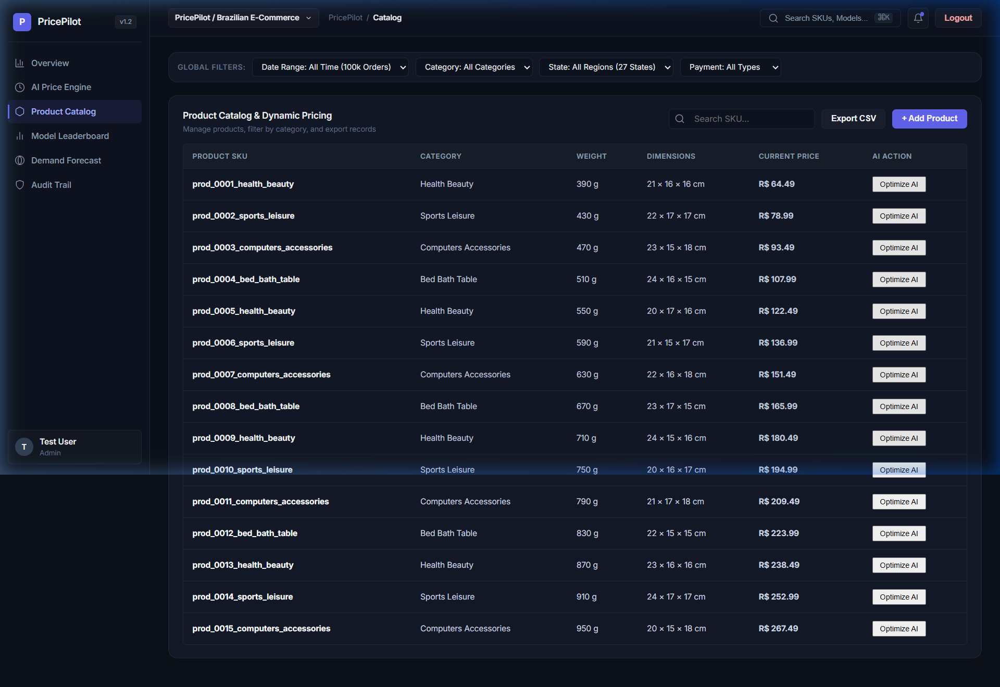 P PricePilot v1.2
Overview
AI Price Engine
Product Catalog
Model Leaderboard
Demand Forecast
Audit Trail
T
Test User
Admin
PricePilot / Brazilian E-Commerce PricePilot / Catalog Search SKUs, Models... ⌘K Logout
GLOBAL FILTERS: Date Range: All Time (100k Orders) Category: All Categories State: All Regions (27 States) Payment: All Types
Product Catalog & Dynamic Pricing
Manage products, filter by category, and export records
Search SKU... Export CSV + Add Product
PRODUCT SKU CATEGORY WEIGHT DIMENSIONS CURRENT PRICE AI ACTION
prod_0001_health_beauty Health Beauty 390 g 21 × 16 × 16 cm R$ 64.49 Optimize AI
prod_0002_sports_leisure Sports Leisure 430 g 22 × 17 × 17 cm R$ 78.99 Optimize AI
prod_0003_computers_accessories Computers Accessories 470 g 23 × 15 × 18 cm R$ 93.49 Optimize AI
prod_0004_bed_bath_table Bed Bath Table 510 g 24 × 16 × 15 cm R$ 107.99 Optimize AI
prod_0005_health_beauty Health Beauty 550 g 20 × 17 × 16 cm R$ 122.49 Optimize AI
prod_0006_sports_leisure Sports Leisure 590 g 21 × 15 × 17 cm R$ 136.99 Optimize AI
prod_0007_computers_accessories Computers Accessories 630 g 22 × 16 × 18 cm R$ 151.49 Optimize AI
prod_0008_bed_bath_table Bed Bath Table 670 g 23 × 17 × 15 cm R$ 165.99 Optimize AI
prod_0009_health_beauty Health Beauty 710 g 24 × 15 × 16 cm R$ 180.49 Optimize AI
prod_0010_sports_leisure Sports Leisure 750 g 20 × 16 × 17 cm R$ 194.99 Optimize AI
prod_0011_computers_accessories Computers Accessories 790 g 21 × 17 × 18 cm R$ 209.49 Optimize AI
prod_0012_bed_bath_table Bed Bath Table 830 g 22 × 15 × 15 cm R$ 223.99 Optimize AI
prod_0013_health_beauty Health Beauty 870 g 23 × 16 × 16 cm R$ 238.49 Optimize AI
prod_0014_sports_leisure Sports Leisure 910 g 24 × 17 × 17 cm R$ 252.99 Optimize AI
prod_0015_computers_accessories Computers Accessories 950 g 20 × 15 × 18 cm R$ 267.49 Optimize AI